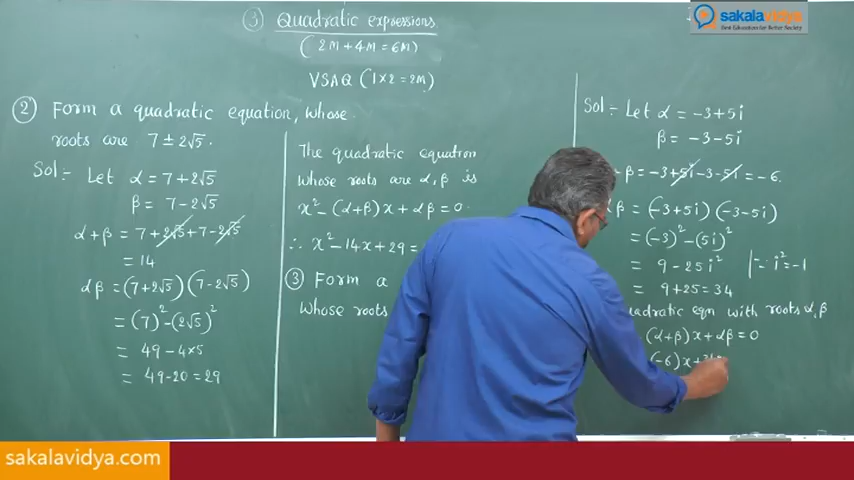 ③ Quadratic expressions.
(2M+4M=6M)
VSAQ (1×2=2M)
② Form a quadratic equation, whose
roots are 7±2√5.
Sol:- Let α = 7+2√5
β = 7-2√5
α+β = 7+2√5+7-2√5
= 14
αβ = (7+2√5)(7-2√5)
= (7)²-(2√5)²
= 49-4×5
= 49-20=29
The quadratic equation
whose roots are α,β is
x²-(α+β)x+αβ=0.
∴ x²-14x+29=
③ Form a
whose roots
Sol:- Let α = -3+5i
β = -3-5i
β = -3+5i-3-5i = -6.
β = (-3+5i)(-3-5i)
= (-3)²-(5i)²
= 9-25i² |∵ i²=-1
= 9+25=34
uadratic eqn with roots α,β
(α+β)x+αβ=0
(-6)x+
sakalavidya
Best Education for Better Society
sakalavidya.com